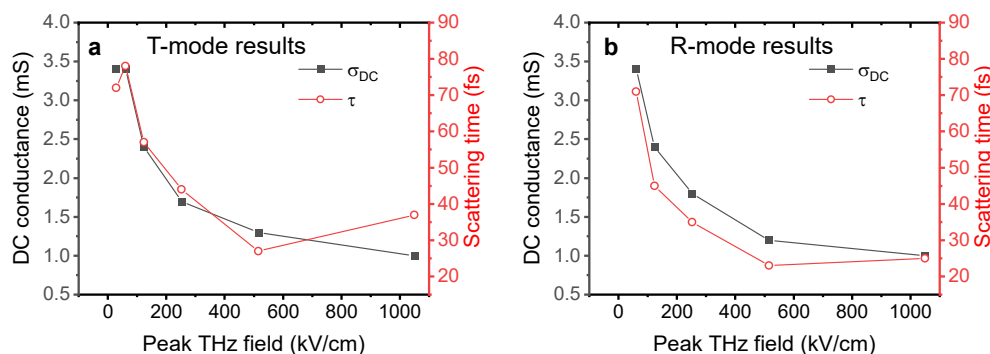 a T-mode results
σDC
τ
DC conductance (mS)
4.0
3.5
3.0
2.5
2.0
1.5
1.0
0.5
Scattering time (fs)
90
80
70
60
50
40
30
20
0 200 400 600 800 1000
Peak THz field (kV/cm)
b R-mode results
σDC
τ
DC conductance (mS)
4.0
3.5
3.0
2.5
2.0
1.5
1.0
0.5
Scattering time (fs)
90
80
70
60
50
40
30
20
0 200 400 600 800 1000
Peak THz field (kV/cm)